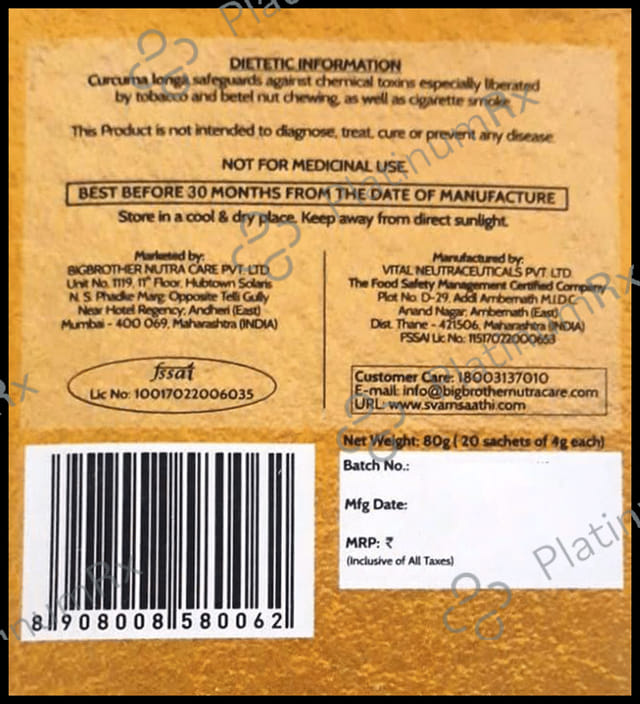 DIETETIC INFORMATION
Curcuma longa safeguards against chemical toxins especially liberated
by tobacco and betel nut chewing, as well as cigarette smoke
This Product is not intended to diagnose, treat, cure or prevent any disease
NOT FOR MEDICINAL USE
BEST BEFORE 30 MONTHS FROM THE DATE OF MANUFACTURE
Store in a cool & dry place. Keep away from direct sunlight.
Marketed by:
BIGBROTHER NUTRA CARE PVT LTD
Unit No. 1119, 11th Floor, Hubtown Solaris
N. S. Phadke Marg, Opposite Telli Gully
Near Hotel Regency, Andheri (East)
Mumbai - 400 069, Maharashtra (INDIA)
fssai
Lic No: 10017022006035
Manufactured by:
VITAL NEUTRACEUTICALS PVT LTD
The Food Safety Management Certified Company
Plot No. D-29, Addl Ambernath M.I.D.C
Anand Nagar, Ambernath (East)
Dist. Thane - 421506, Maharashtra (INDIA)
FSSAI Lic No: 11517022000653
Customer Care: 18003137010
E-mail: info@bigbrothernutracare.com
URL: www.svarnsaathi.com
Net Weight: 80g ( 20 sachets of 4g each)
Batch No.:
Mfg Date:
MRP: ₹
(Inclusive of All Taxes)
8 908008 580062
PlatinumRx
PlatinumRx
PlatinumRx
PlatinumRx